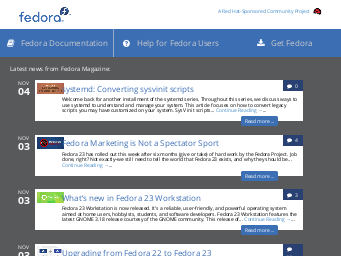 fedora
A Red Hat-Sponsored Community Project
Fedora Documentation
Help for Fedora Users
Get Fedora
Latest news from Fedora Magazine:
NOV
04
systemd: Converting sysvinit scripts
0
Welcome back for another installment of the systemd series. Throughout this series, we discuss ways to
use systemd to understand and manage your system. This article focuses on how to convert legacy
scripts you may have customized on your system. SysV init scripts... Continue Reading →...
Read more...
NOV
03
Fedora Marketing is Not a Spectator Sport
4
Fedora 23 has rolled out this week after six months (give or take) of hard work by the Fedora Project. Job
done, right? Not exactly—we still need to tell the world that Fedora 23 exists, and why they should be...
Continue Reading →...
Read more...
NOV
03
What's new in Fedora 23 Workstation
3
Fedora 23 Workstation is now released. It's a reliable, user-friendly, and powerful operating system
aimed at home users, hobbyists, students, and software developers. Fedora 23 Workstation features the
latest GNOME 3.18 release courtesy of the GNOME community. This release of... Continue Reading →...
Read more...
NOV
03
Upgrading from Fedora 22 to Fedora 23